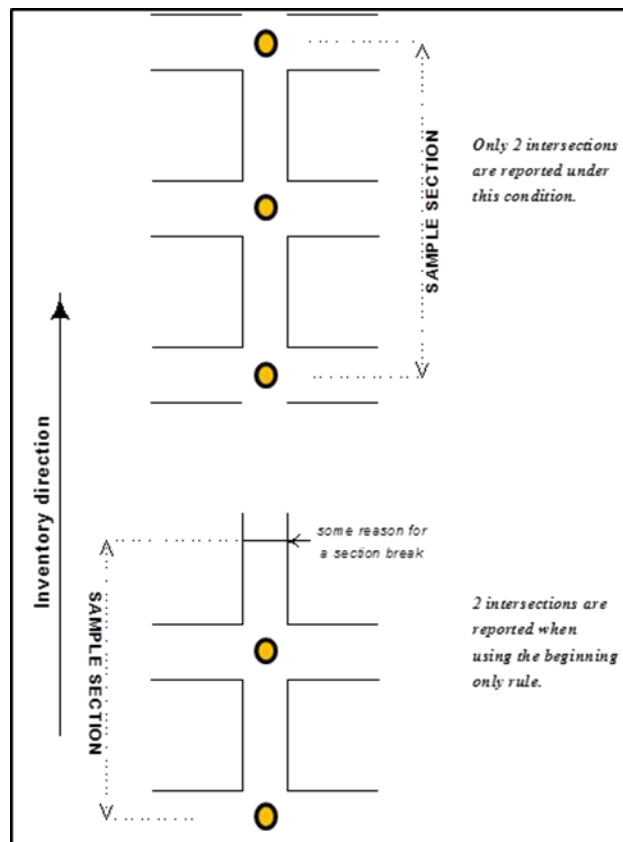 Only 2 intersections
are reported under
this condition.
SAMPLE SECTION
Inventory direction
some reason for
a section break
SAMPLE SECTION
2 intersections are
reported when
using the beginning
only rule.